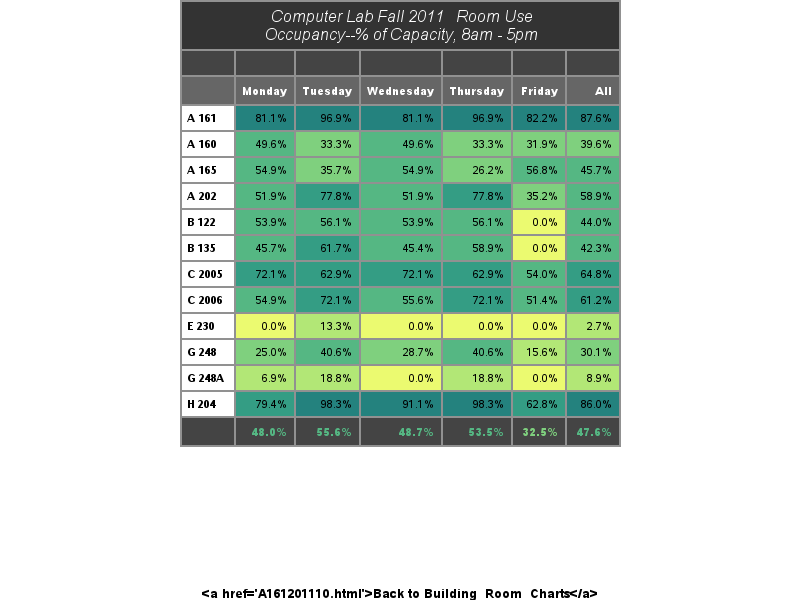 Computer Lab Fall 2011 Room Use
Occupancy--% of Capacity, 8am - 5pm
Monday Tuesday Wednesday Thursday Friday All
A 161 81.1% 96.9% 81.1% 96.9% 82.2% 87.6%
A 160 49.6% 33.3% 49.6% 33.3% 31.9% 39.6%
A 165 54.9% 35.7% 54.9% 26.2% 56.8% 45.7%
A 202 51.9% 77.8% 51.9% 77.8% 35.2% 58.9%
B 122 53.9% 56.1% 53.9% 56.1% 0.0% 44.0%
B 135 45.7% 61.7% 45.4% 58.9% 0.0% 42.3%
C 2005 72.1% 62.9% 72.1% 62.9% 54.0% 64.8%
C 2006 54.9% 72.1% 55.6% 72.1% 51.4% 61.2%
E 230 0.0% 13.3% 0.0% 0.0% 0.0% 2.7%
G 248 25.0% 40.6% 28.7% 40.6% 15.6% 30.1%
G 248A 6.9% 18.8% 0.0% 18.8% 0.0% 8.9%
H 204 79.4% 98.3% 91.1% 98.3% 62.8% 86.0%
48.0% 55.6% 48.7% 53.5% 32.5% 47.6%
<a href='A161201110.html'>Back to Building_Room_Charts</a>